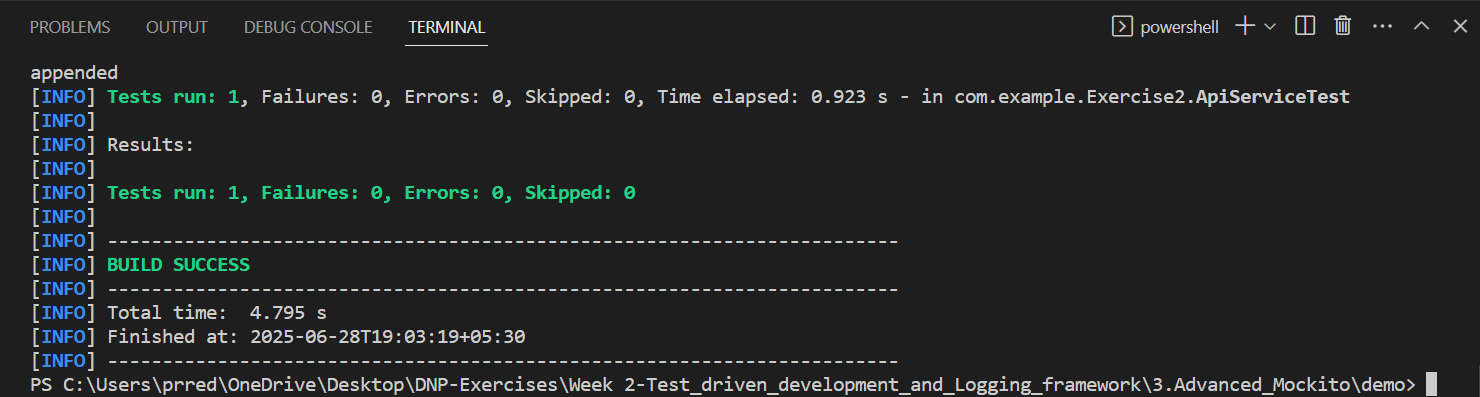 PROBLEMS OUTPUT DEBUG CONSOLE TERMINAL powershell
appended
[INFO] Tests run: 1, Failures: 0, Errors: 0, Skipped: 0, Time elapsed: 0.923 s - in com.example.Exercise2.ApiServiceTest
[INFO]
[INFO] Results:
[INFO]
[INFO] Tests run: 1, Failures: 0, Errors: 0, Skipped: 0
[INFO]
[INFO] ------------------------------------------------------------------------
[INFO] BUILD SUCCESS
[INFO] ------------------------------------------------------------------------
[INFO] Total time:  4.795 s
[INFO] Finished at: 2025-06-28T19:03:19+05:30
[INFO] ------------------------------------------------------------------------
PS C:\Users\prred\OneDrive\Desktop\DNP-Exercises\Week 2-Test_driven_development_and_Logging_framework\3.Advanced_Mockito\demo>